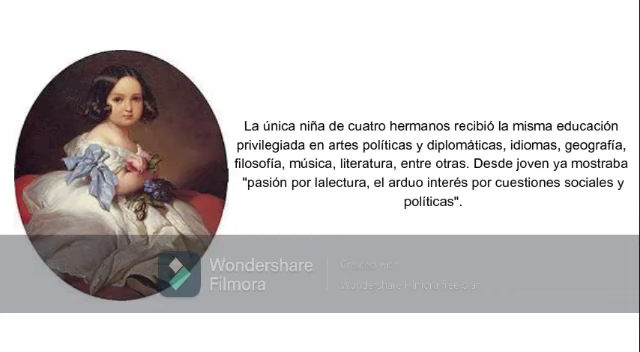 La única niña de cuatro hermanos recibió la misma educación
privilegiada en artes políticas y diplomáticas, idiomas, geografía,
filosofía, música, literatura, entre otras. Desde joven ya mostraba
"pasión por lalectura, el arduo interés por cuestiones sociales y
políticas".
Wondershare
Filmora